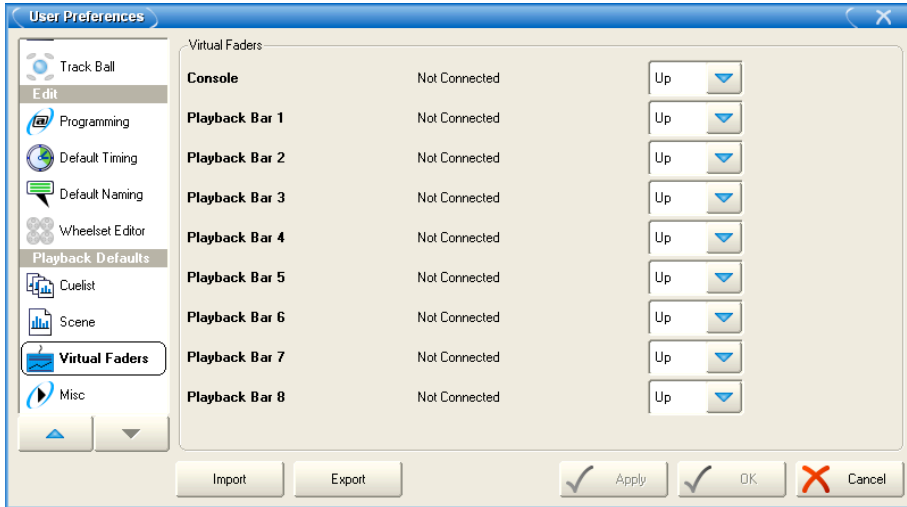 User Preferences
Track Ball
Edit
Programming
Default Timing
Default Naming
Wheelset Editor
Playback Defaults
Cuelist
Scene
Virtual Faders
Misc
Virtual Faders
Console Not Connected Up
Playback Bar 1 Not Connected Up
Playback Bar 2 Not Connected Up
Playback Bar 3 Not Connected Up
Playback Bar 4 Not Connected Up
Playback Bar 5 Not Connected Up
Playback Bar 6 Not Connected Up
Playback Bar 7 Not Connected Up
Playback Bar 8 Not Connected Up
Import Export Apply OK Cancel